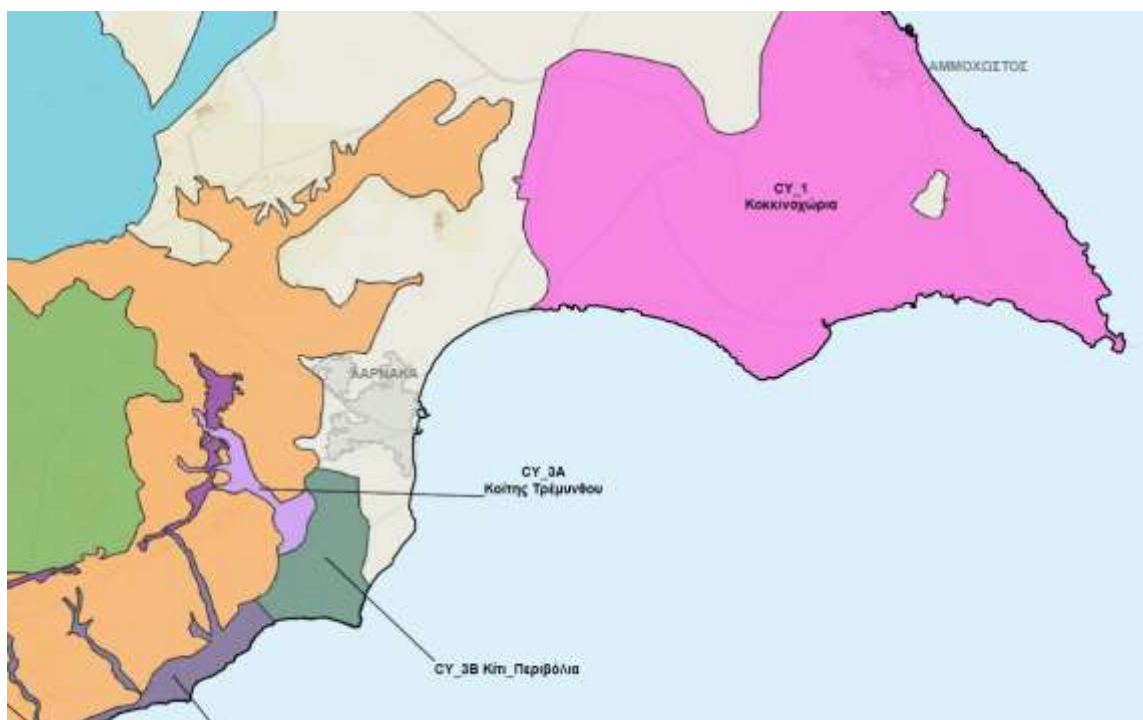 ΑΜΜΟΧΩΣΤΟΣ
CY_1
Κοκκινοχώρια
ΛΑΡΝΑΚΑ
CY_3A
Κοίτης Τρέμυνθου
CY_3B Κίτι_Περιβόλια